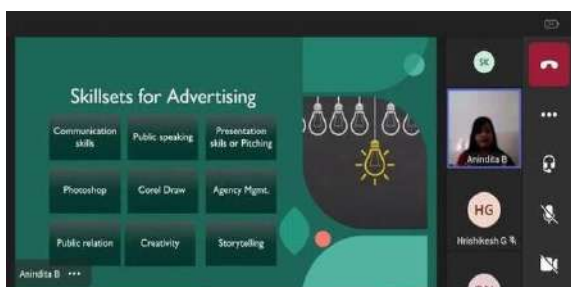 SK
Skillsets for Advertising
Communication
skills
Public speaking
Presentation
skills or Pitching
Anindita B
Photoshop
Corel Draw
Agency Mgmt.
HG
Hrishikesh G
Public relation
Creativity
Storytelling
Anindita B